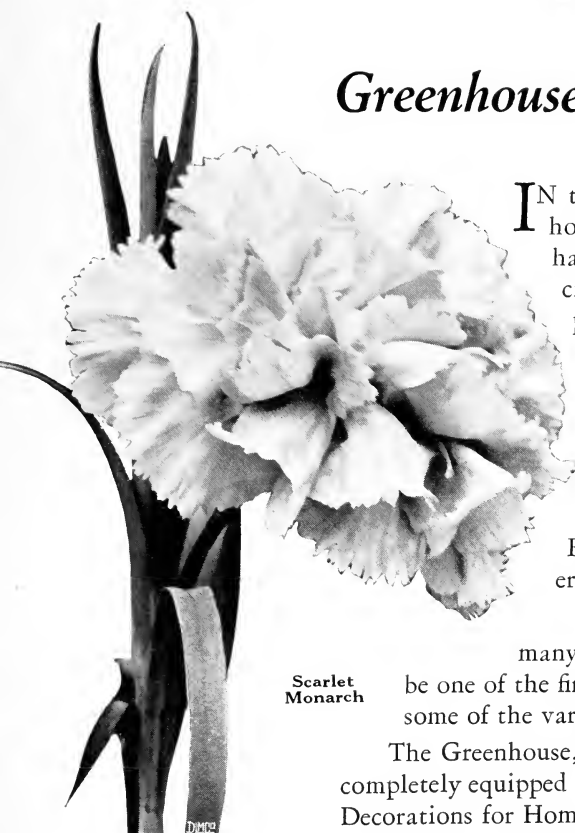 Greenhouse
IN t
ho
ha
c
er
many
Scarlet
Monarch
be one of the fin
some of the var
The Greenhouse,
completely equipped
Decorations for Hom